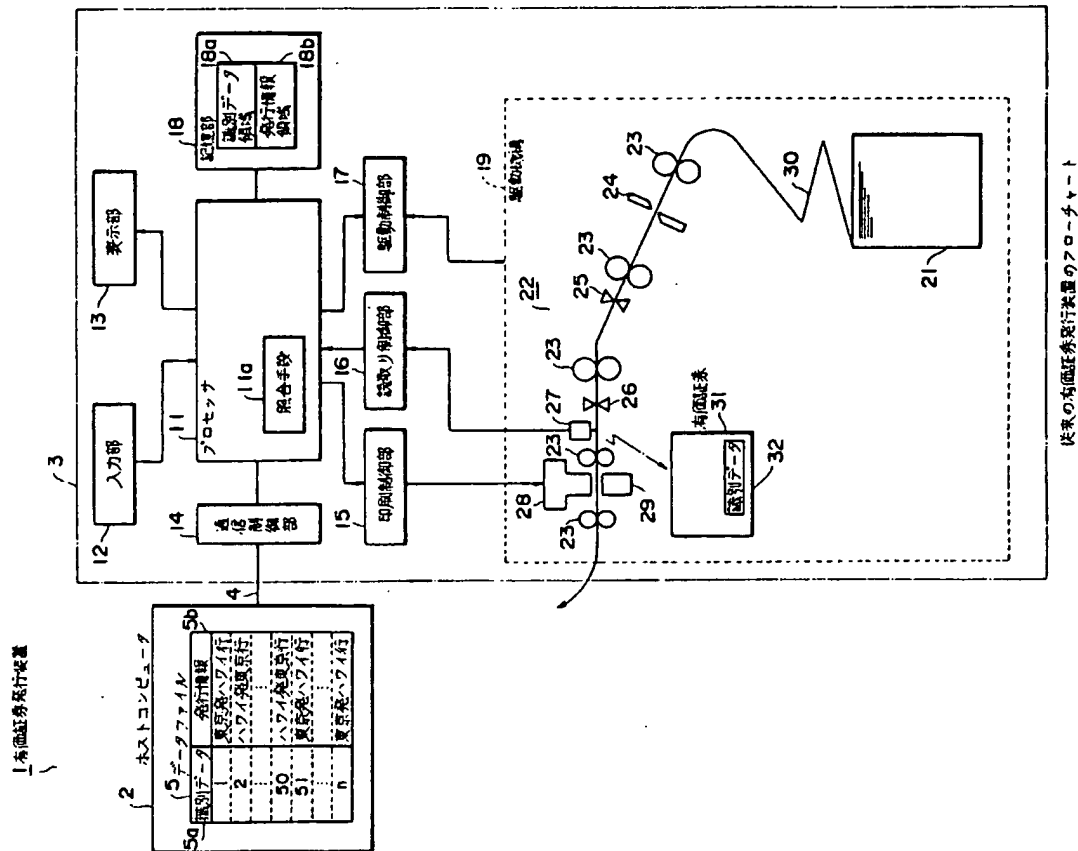 1 有価証券発行装置
2
ホストコンピュータ
5 データファイル
5a
5b
識別データ
発行情報
1
東京発ハワイ行
2
ハワイ発東京行
50
ハワイ発東京行
51
東京発ハワイ行
n
東京発ハワイ行
3
4
12
入力部
13
表示部
14
通信制御部
11
プロセッサ
11a
照合手段
18
記憶部
18a
識別データ領域
18b
発行情報領域
15
印刷制御部
16
読取り制御部
17
駆動制御部
19
駆動機構
22
23
24
25
23
23
26
27
23
28
29
23
30
21
有価証券
31
識別データ
32
従来の有価証券発行装置のフローチャート